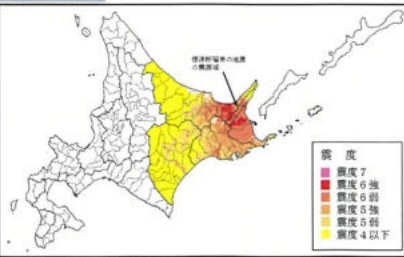 標津断層帯の地震
の震源域
震 度
震度７
震度６強
震度６弱
震度５強
震度５弱
震度４以下